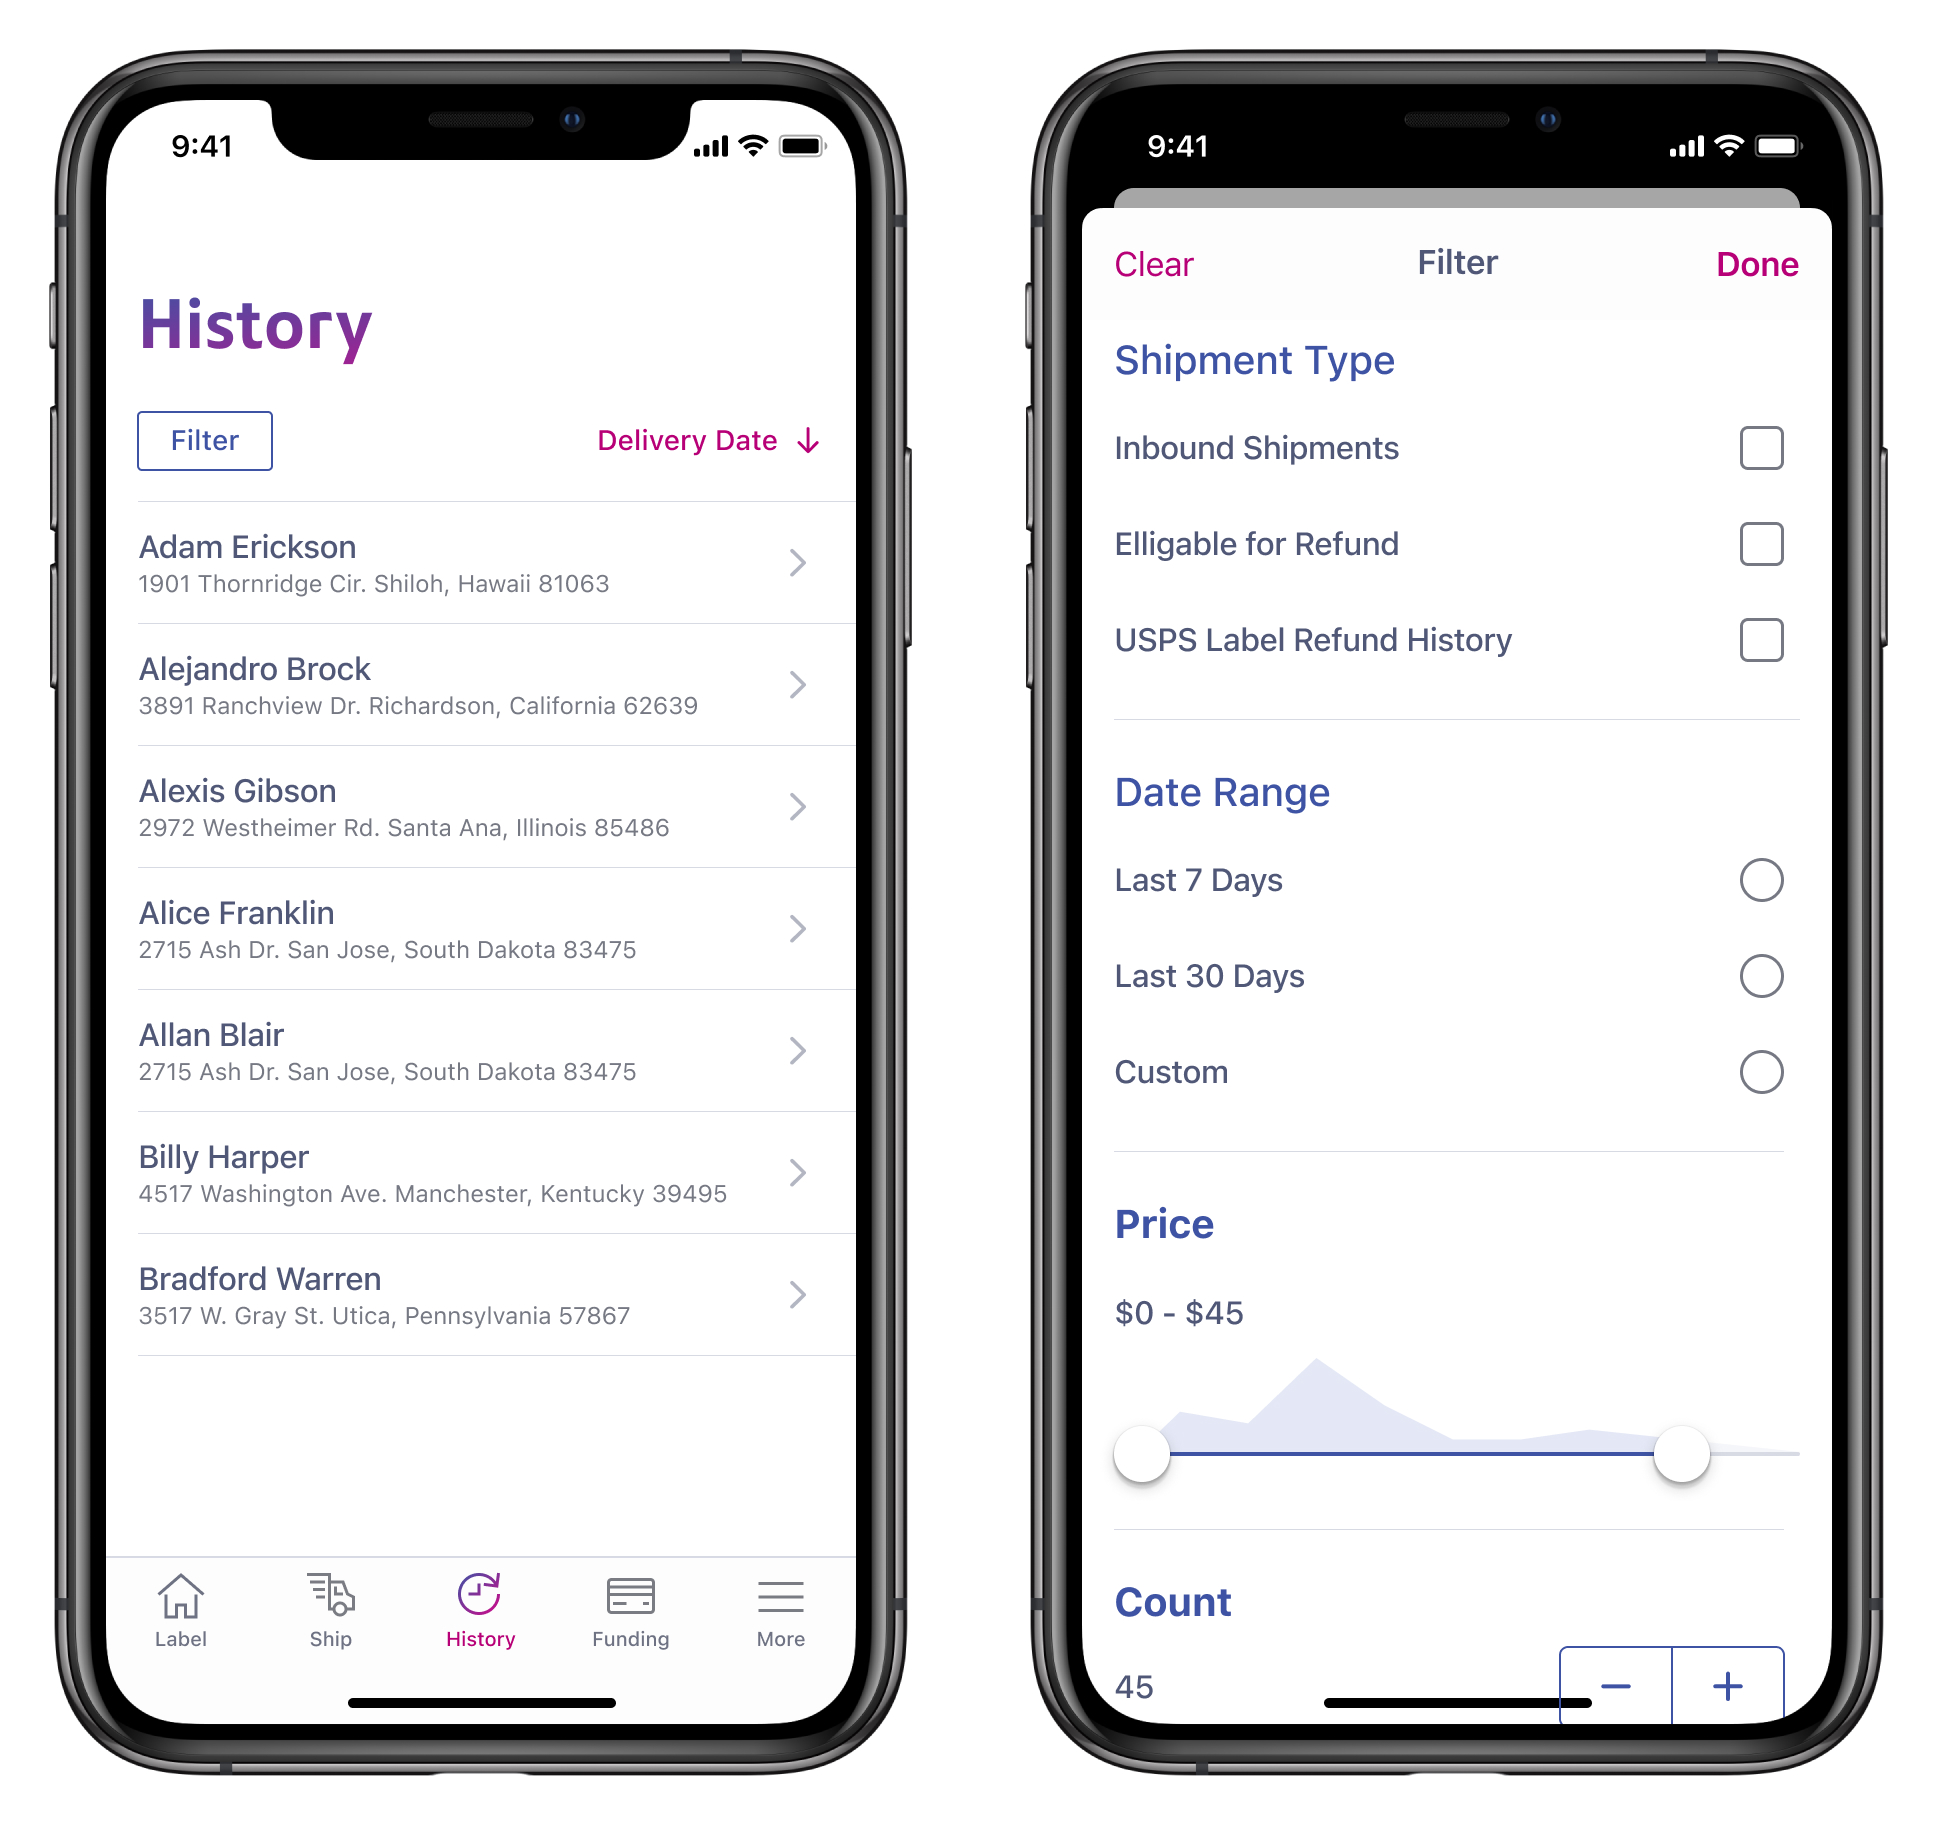 9:41
History
Filter
Delivery Date
Adam Erickson
1901 Thornridge Cir. Shiloh, Hawaii 81063
Alejandro Brock
3891 Ranchview Dr. Richardson, California 62639
Alexis Gibson
2972 Westheimer Rd. Santa Ana, Illinois 85486
Alice Franklin
2715 Ash Dr. San Jose, South Dakota 83475
Allan Blair
2715 Ash Dr. San Jose, South Dakota 83475
Billy Harper
4517 Washington Ave. Manchester, Kentucky 39495
Bradford Warren
3517 W. Gray St. Utica, Pennsylvania 57867
Label
Ship
History
Funding
More
9:41
Clear
Filter
Done
Shipment Type
Inbound Shipments
Elligable for Refund
USPS Label Refund History
Date Range
Last 7 Days
Last 30 Days
Custom
Price
$0 - $45
Count
45